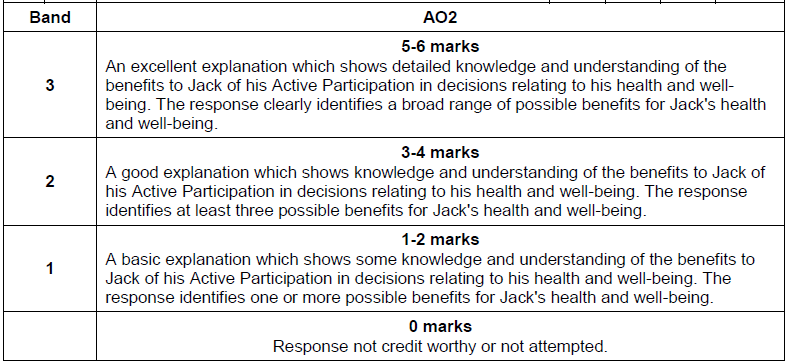 Band
AO2
5-6 marks
An excellent explanation which shows detailed knowledge and understanding of the
benefits to Jack of his Active Participation in decisions relating to his health and well-
being. The response clearly identifies a broad range of possible benefits for Jack's health
and well-being.
3
3-4 marks
A good explanation which shows knowledge and understanding of the benefits to Jack of
his Active Participation in decisions relating to his health and well-being. The response
identifies at least three possible benefits for Jack's health and well-being.
2
1-2 marks
A basic explanation which shows some knowledge and understanding of the benefits to
Jack of his Active Participation in decisions relating to his health and well-being. The
response identifies one or more possible benefits for Jack's health and well-being.
1
0 marks
Response not credit worthy or not attempted.